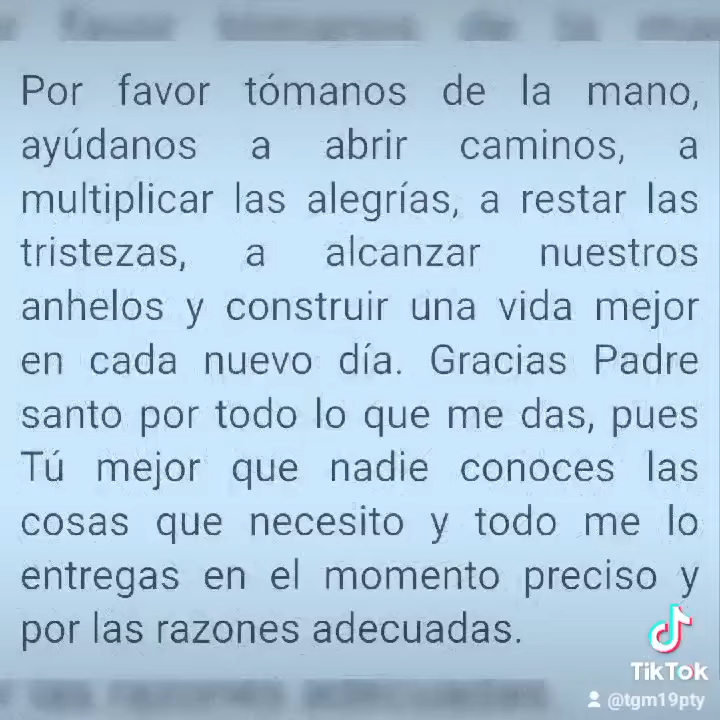 Por favor tómanos de la mano,
ayúdanos a abrir caminos, a
multiplicar las alegrías, a restar las
tristezas, a alcanzar nuestros
anhelos y construir una vida mejor
en cada nuevo día. Gracias Padre
santo por todo lo que me das, pues
Tú mejor que nadie conoces las
cosas que necesito y todo me lo
entregas en el momento preciso y
por las razones adecuadas.
TikTok
@tgm19pty